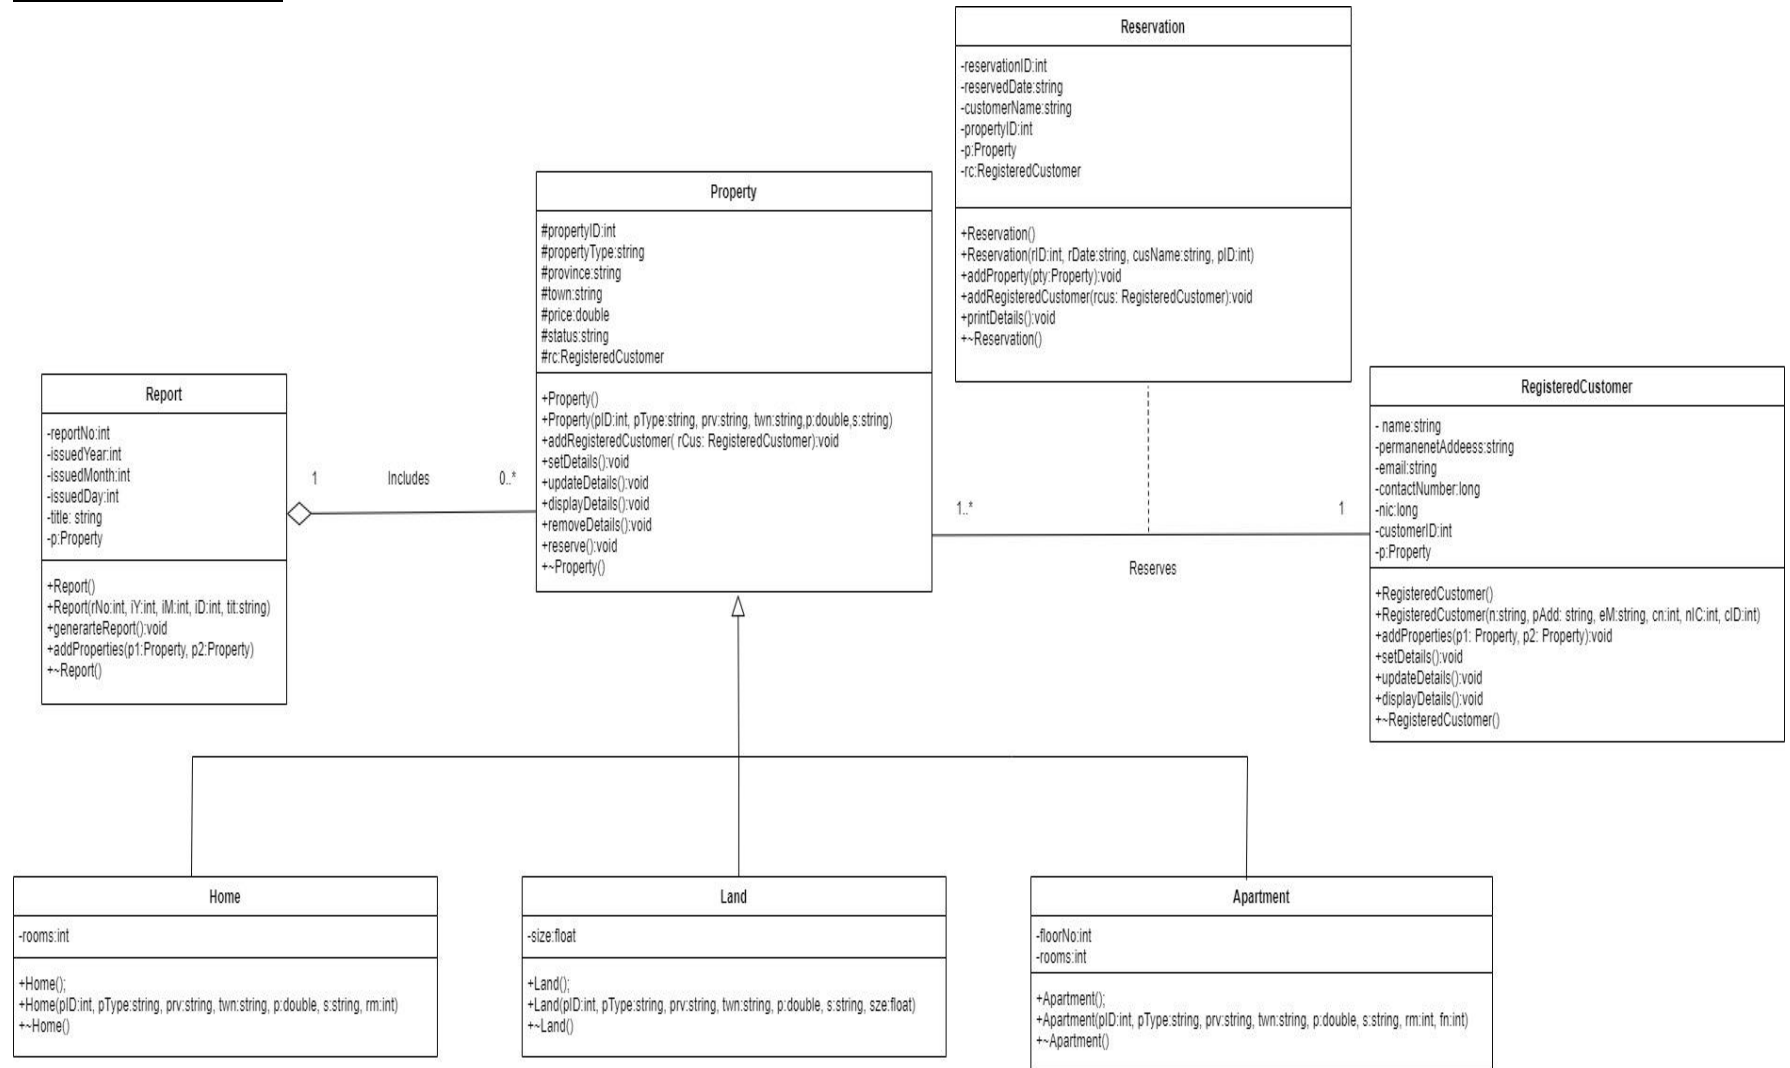 Reservation
-reservationID:int
-reservedDate:string
-customerName:string
-propertyID:int
-p:Property
-rc:RegisteredCustomer
+Reservation()
+Reservation(rID:int, rDate:string, cusName:string, pID:int)
+addProperty(pty:Property):void
+addRegisteredCustomer(rcus: RegisteredCustomer):void
+printDetails():void
+~Reservation()
Property
#propertyID:int
#propertyType:string
#province:string
#town:string
#price:double
#status:string
#rc:RegisteredCustomer
+Property()
+Property(pID:int, pType:string, prv:string, twn:string,p:double,s:string)
+addRegisteredCustomer( rCus: RegisteredCustomer):void
+setDetails():void
+updateDetails():void
+displayDetails():void
+removeDetails():void
+reserve():void
+~Property()
Report
-reportNo:int
-issuedYear:int
-issuedMonth:int
-issuedDay:int
-title: string
-p:Property
+Report()
+Report(rNo:int, iY:int, iM:int, iD:int, tit:string)
+generarteReport():void
+addProperties(p1:Property, p2:Property)
+~Report()
1 Includes 0..*
1..* 1
Reserves
RegisteredCustomer
- name:string
-permanenetAddeess:string
-email:string
-contactNumber:long
-nic:long
-customerID:int
-p:Property
+RegisteredCustomer()
+RegisteredCustomer(n:string, pAdd: string, eM:string, cn:int, nIC:int, cID:int)
+addProperties(p1: Property, p2: Property):void
+setDetails():void
+updateDetails():void
+displayDetails():void
+~RegisteredCustomer()
Home
-rooms:int
+Home();
+Home(pID:int, pType:string, prv:string, twn:string, p:double, s:string, rm:int)
+~Home()
Land
-size:float
+Land();
+Land(pID:int, pType:string, prv:string, twn:string, p:double, s:string, sze:float)
+~Land()
Apartment
-floorNo:int
-rooms:int
+Apartment();
+Apartment(pID:int, pType:string, prv:string, twn:string, p:double, s:string, rm:int, fn:int)
+~Apartment()